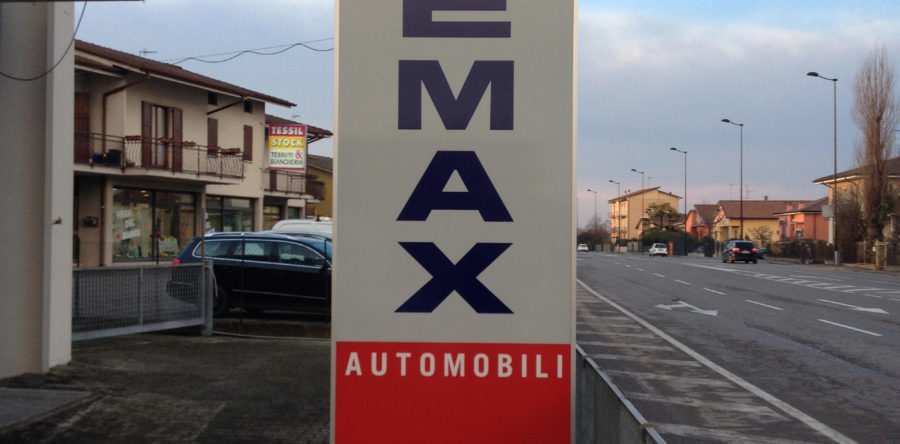 E
M
A
X
AUTOMOBILI
TESSIL
STOCK
TESSUTI &
BIANCHERIA